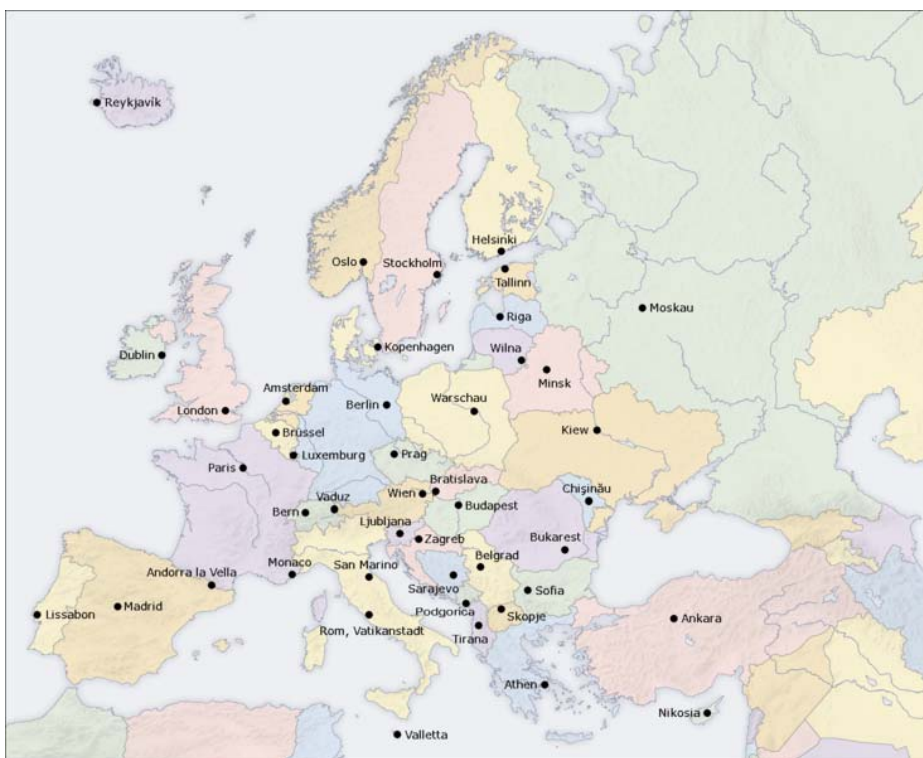 Reykjavík
Helsinki
Oslo
Stockholm
Tallinn
Moskau
Riga
Kopenhagen
Wilna
Dublin
Minsk
Amsterdam
Berlin
Warschau
London
Kiew
Brüssel
Luxemburg
Prag
Paris
Bratislava
Wien
Vaduz
Chişinău
Budapest
Bern
Ljubljana
Zagreb
Bukarest
Belgrad
Monaco
San Marino
Andorra la Vella
Sarajevo
Sofia
Madrid
Lissabon
Podgorica
Skopje
Ankara
Rom, Vatikanstadt
Tirana
Athen
Nikosia
Valletta